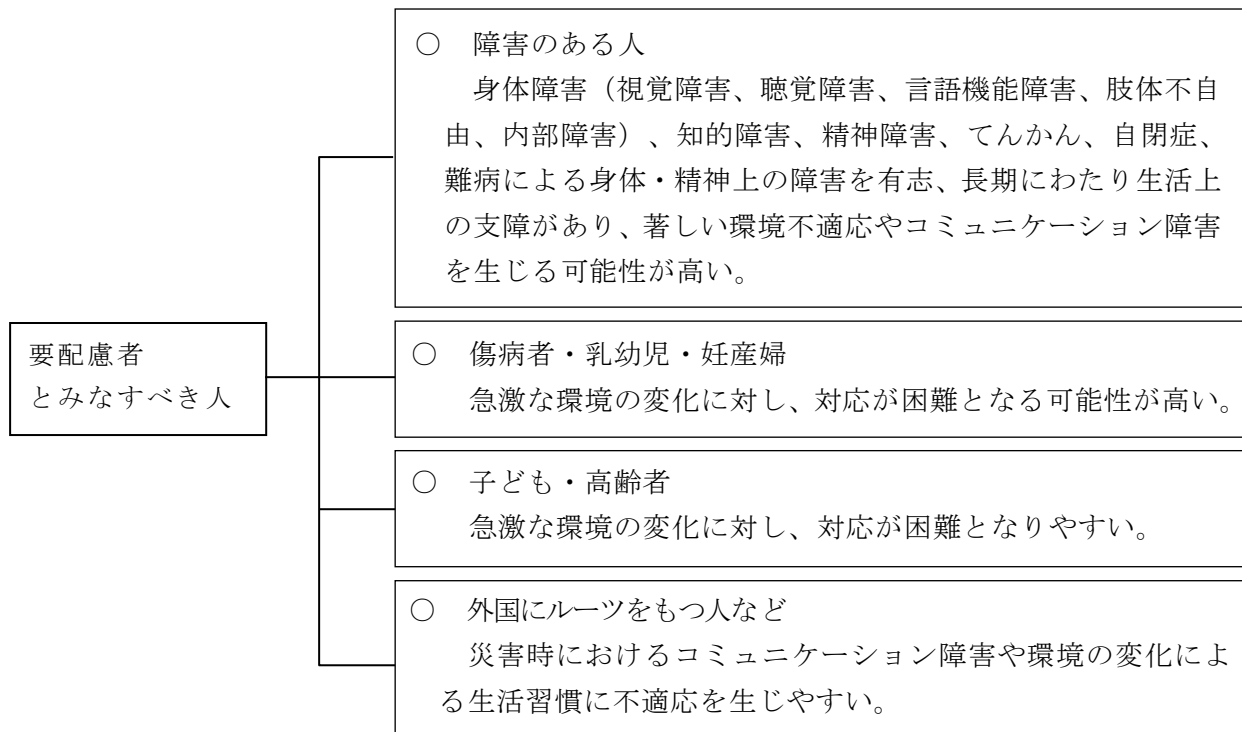 ○　障害のある人
身体障害（視覚障害、聴覚障害、言語機能障害、肢体不自
由、内部障害）、知的障害、精神障害、てんかん、自閉症、
難病による身体・精神上の障害を有志、長期にわたり生活上
の支障があり、著しい環境不適応やコミュニケーション障害
を生じる可能性が高い。
要配慮者
とみなすべき人
○　傷病者・乳幼児・妊産婦
急激な環境の変化に対し、対応が困難となる可能性が高い。
○　子ども・高齢者
急激な環境の変化に対し、対応が困難となりやすい。
○　外国にルーツをもつ人など
災害時におけるコミュニケーション障害や環境の変化によ
る生活習慣に不適応を生じやすい。